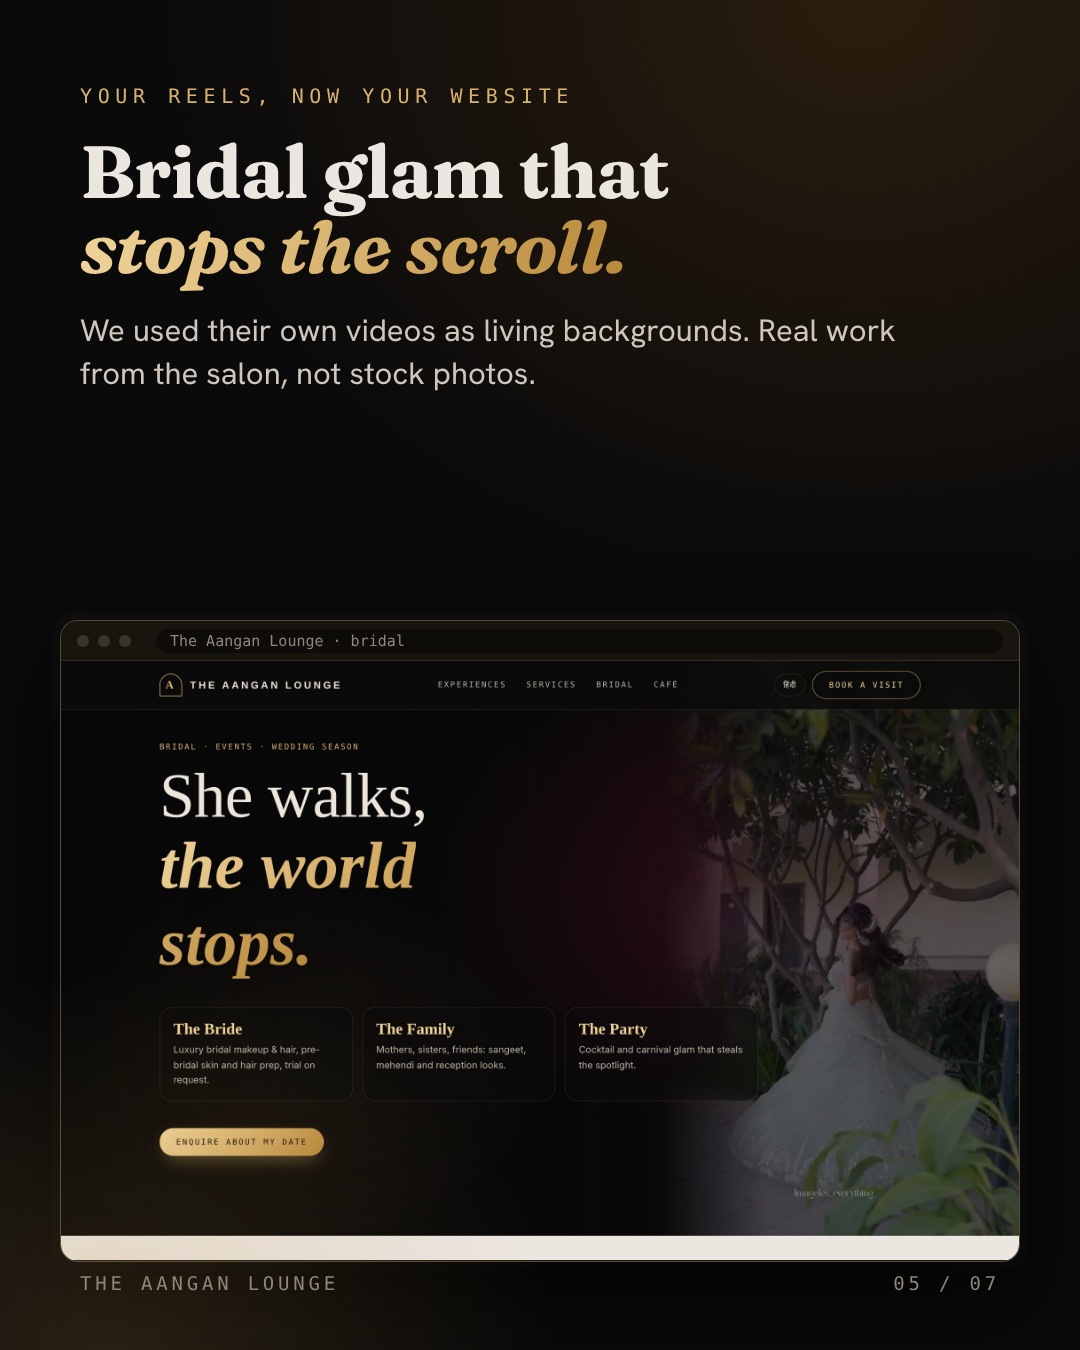 YOUR REELS, NOW YOUR WEBSITE
Bridal glam that
stops the scroll.
We used their own videos as living backgrounds. Real work
from the salon, not stock photos.
The Aangan Lounge · bridal
A THE AANGAN LOUNGE EXPERIENCES SERVICES BRIDAL CAFÉ हिंदी BOOK A VISIT
BRIDAL · EVENTS · WEDDING SEASON
She walks,
the world
stops.
The Bride
Luxury bridal makeup & hair, pre-
bridal skin and hair prep, trial on
request.
The Family
Mothers, sisters, friends: sangeet,
mehendi and reception looks.
The Party
Cocktail and carnival glam that steals
the spotlight.
ENQUIRE ABOUT MY DATE
THE AANGAN LOUNGE
05 / 07